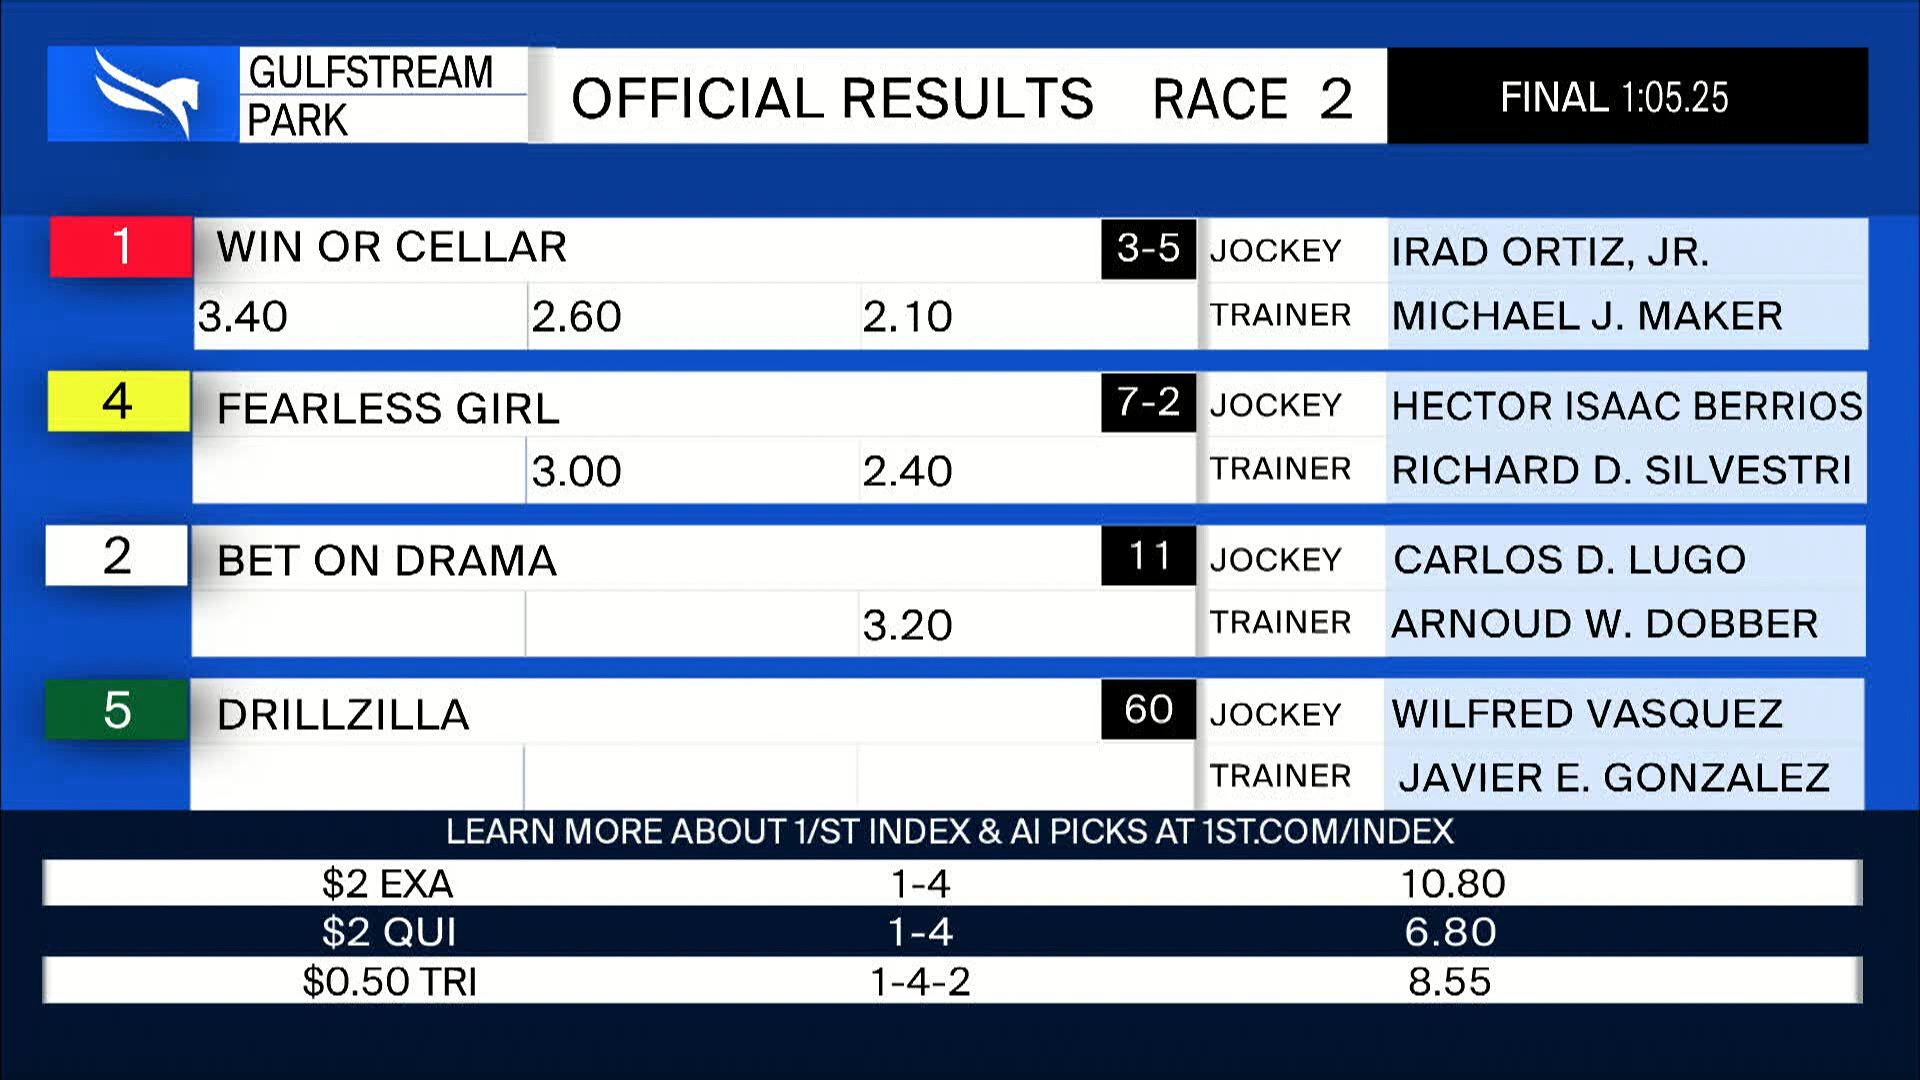 GULFSTREAM
PARK
OFFICIAL RESULTS RACE 2
FINAL 1:05.25
1 WIN OR CELLAR 3-5 JOCKEY IRAD ORTIZ, JR.
3.40 2.60 2.10 TRAINER MICHAEL J. MAKER
4 FEARLESS GIRL 7-2 JOCKEY HECTOR ISAAC BERRIOS
3.00 2.40 TRAINER RICHARD D. SILVESTRI
2 BET ON DRAMA 11 JOCKEY CARLOS D. LUGO
3.20 TRAINER ARNOUD W. DOBBER
5 DRILLZILLA 60 JOCKEY WILFRED VASQUEZ
TRAINER JAVIER E. GONZALEZ
LEARN MORE ABOUT 1/ST INDEX & AI PICKS AT 1ST.COM/INDEX
$2 EXA 1-4 10.80
$2 QUI 1-4 6.80
$0.50 TRI 1-4-2 8.55